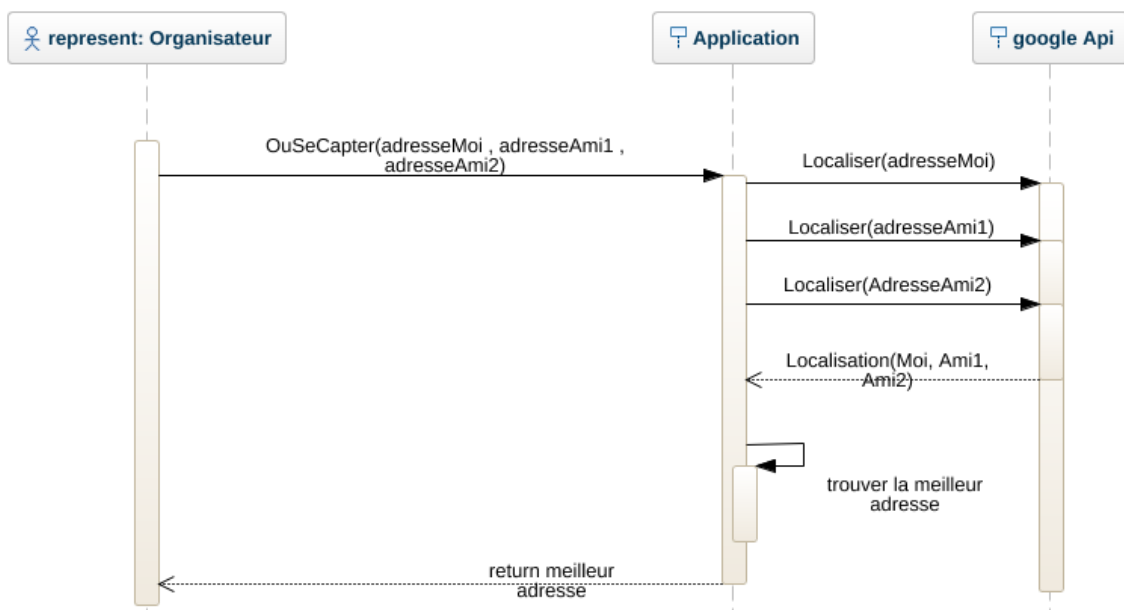 represent: Organisateur
Application
google Api
OuSeCapter(adresseMoi , adresseAmi1 ,
adresseAmi2)
Localiser(adresseMoi)
Localiser(adresseAmi1)
Localiser(AdresseAmi2)
Localisation(Moi, Ami1,
Ami2)
trouver la meilleur
adresse
return meilleur
adresse